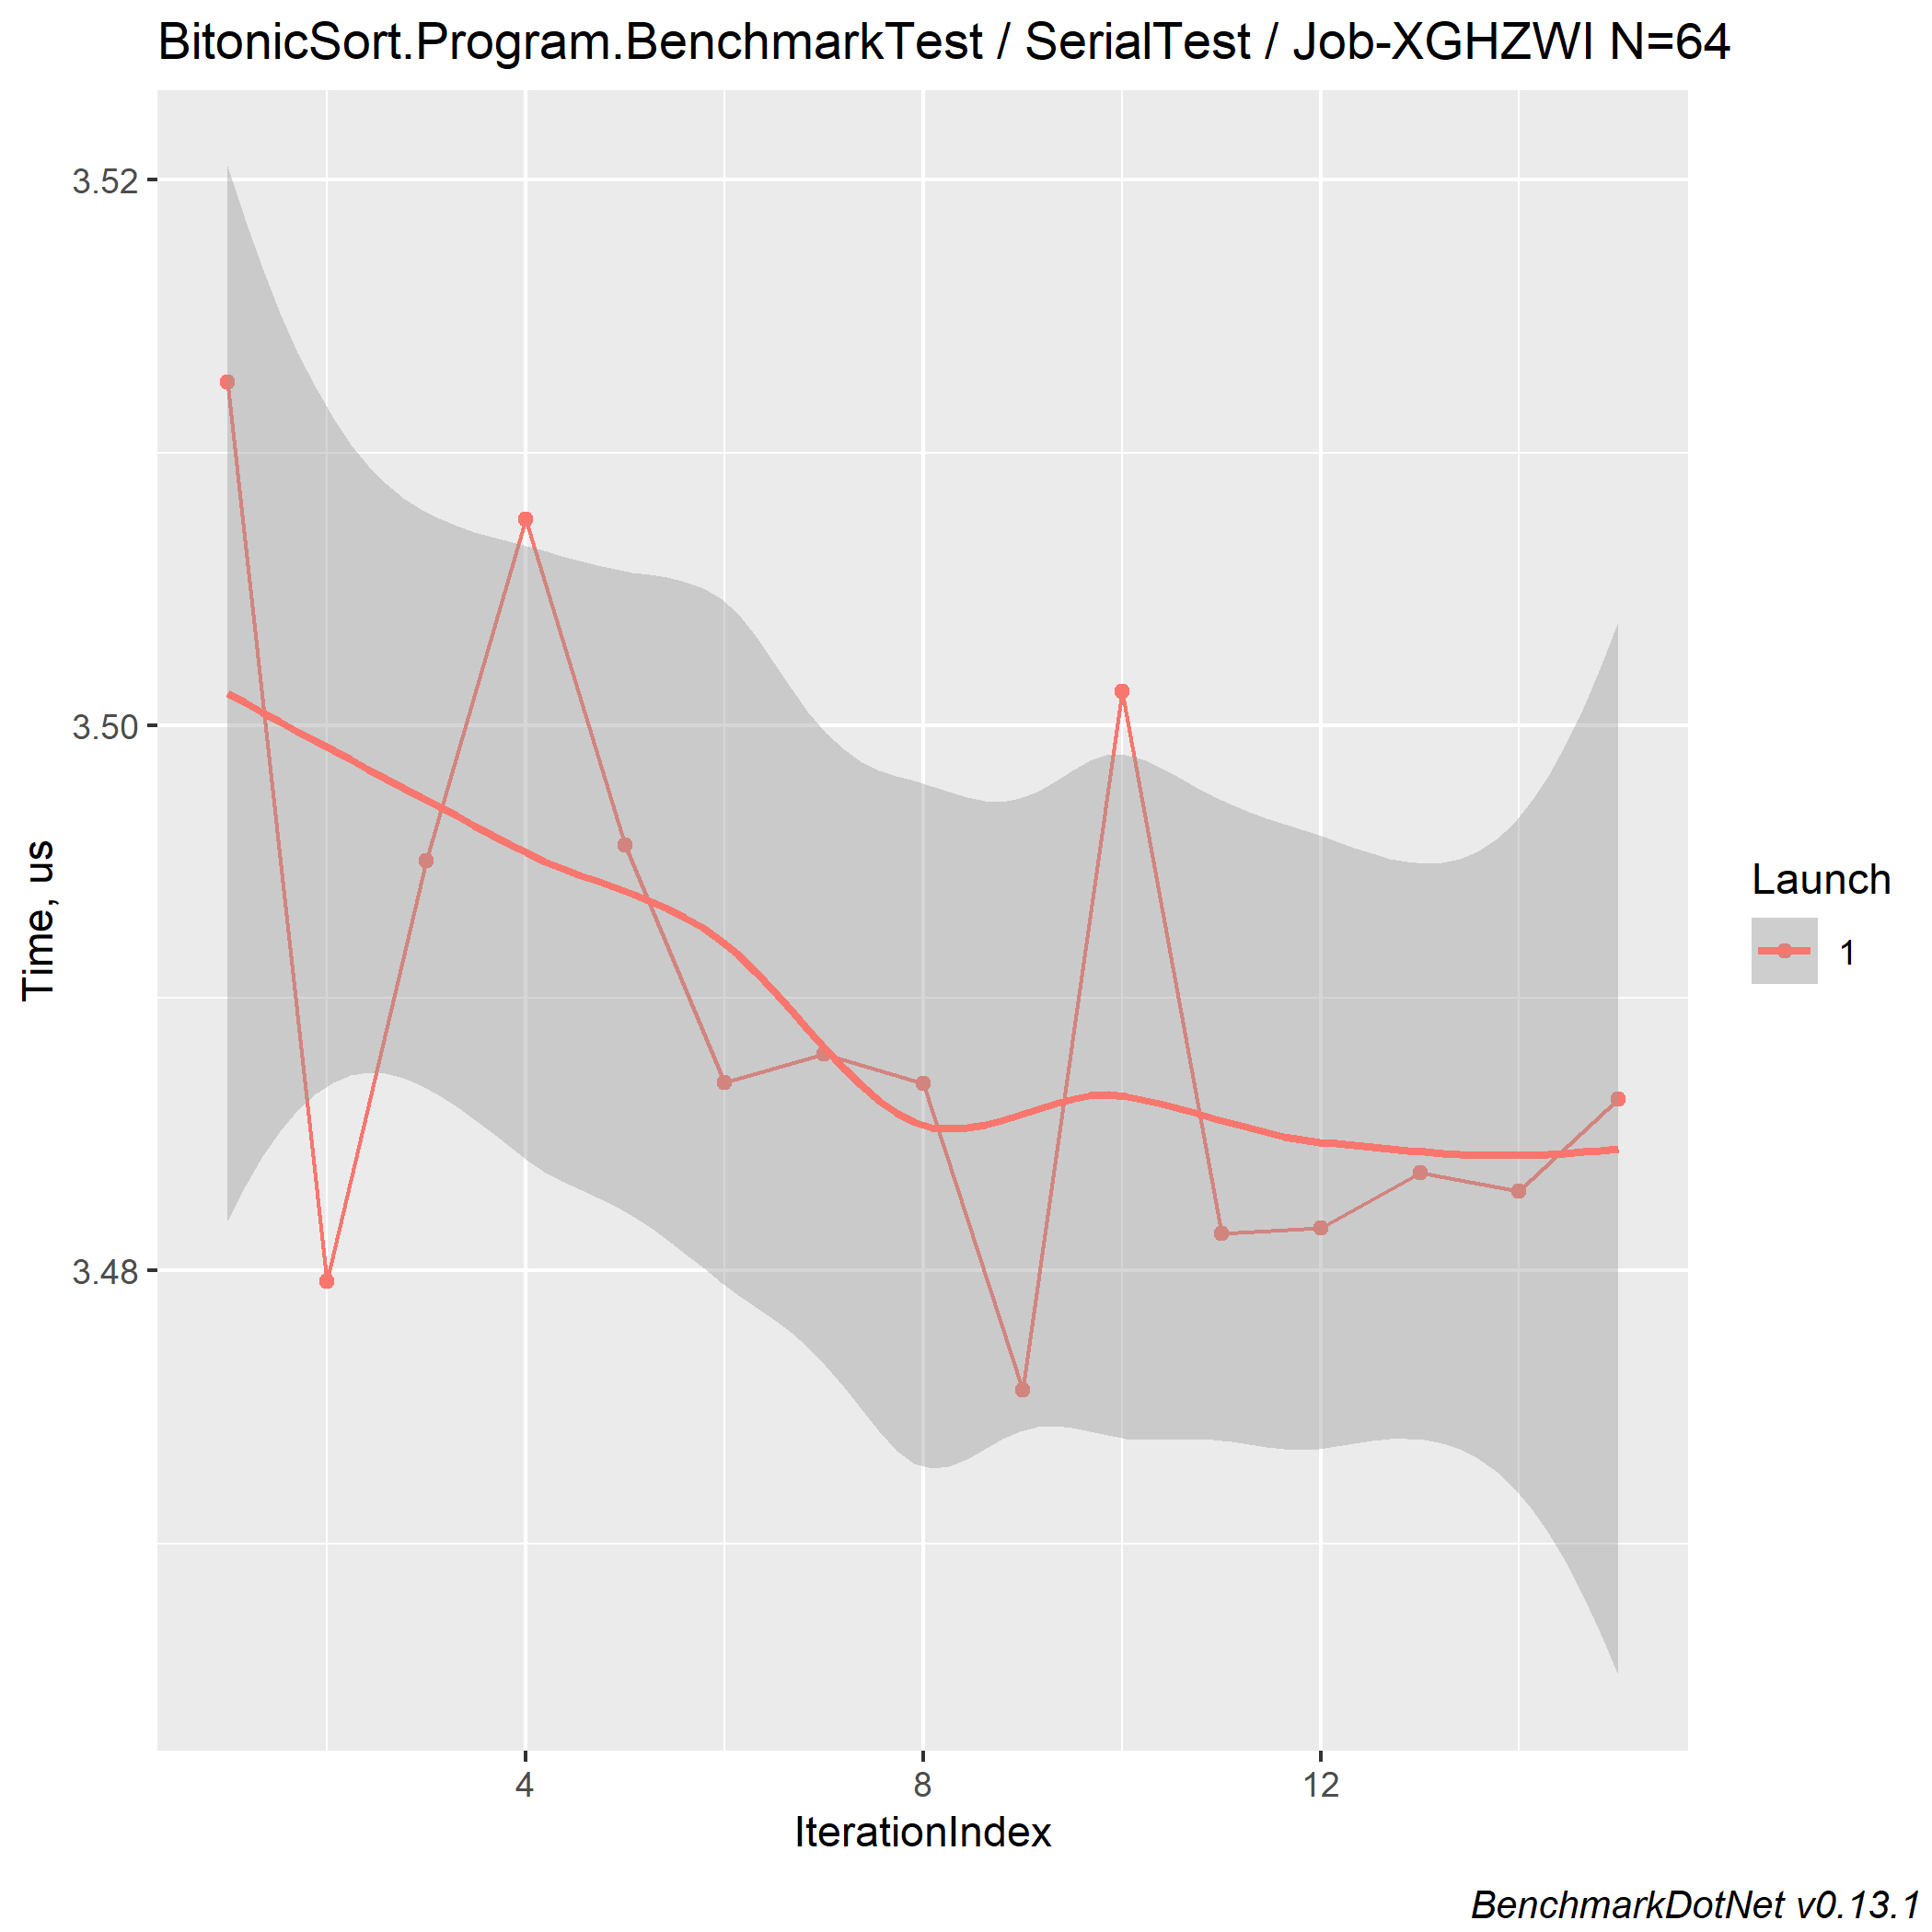 BitonicSort.Program.BenchmarkTest / SerialTest / Job-XGHZWI N=64
3.52
3.50
3.48
Time, us
4 8 12
IterationIndex
Launch
1
BenchmarkDotNet v0.13.1